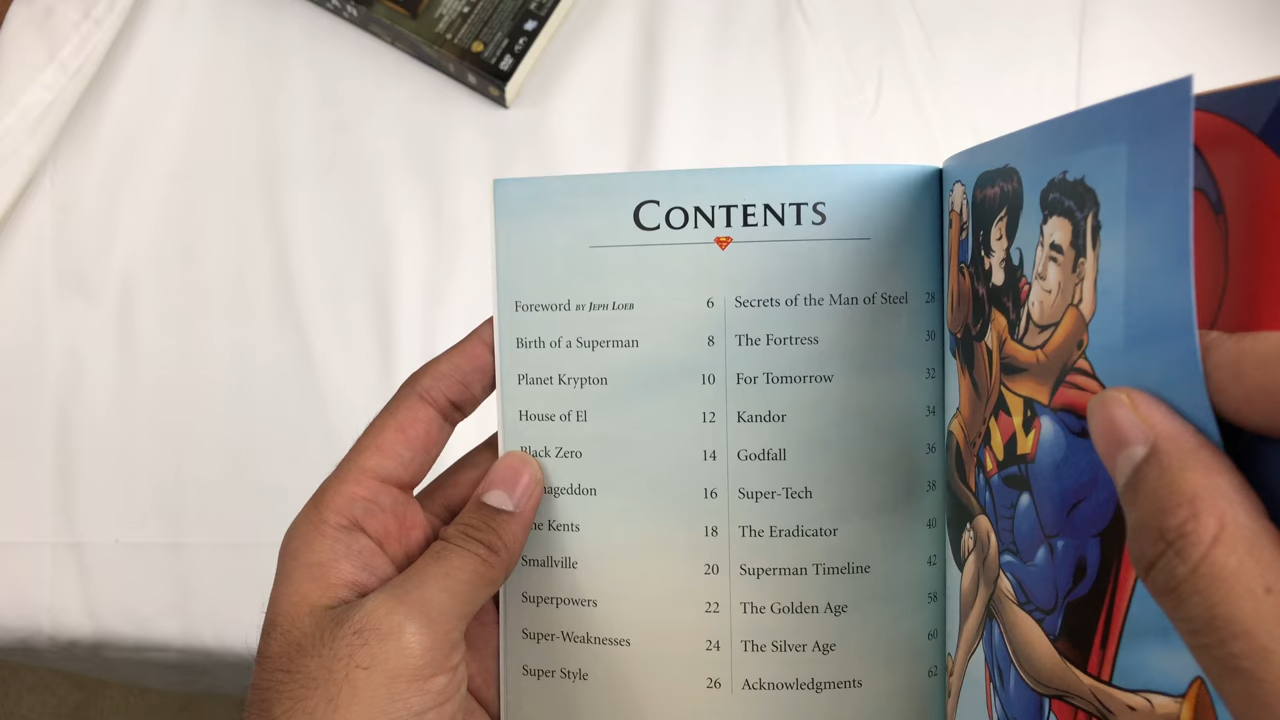 CONTENTS
Foreword BY JEPH LOEB 6
Birth of a Superman 8
Planet Krypton 10
House of El 12
Black Zero 14
mageddon 16
he Kents 18
Smallville 20
Superpowers 22
Super-Weaknesses 24
Super Style 26
Secrets of the Man of Steel 28
The Fortress 30
For Tomorrow 32
Kandor 34
Godfall 36
Super-Tech 38
The Eradicator 40
Superman Timeline 42
The Golden Age 58
The Silver Age 60
Acknowledgments 62